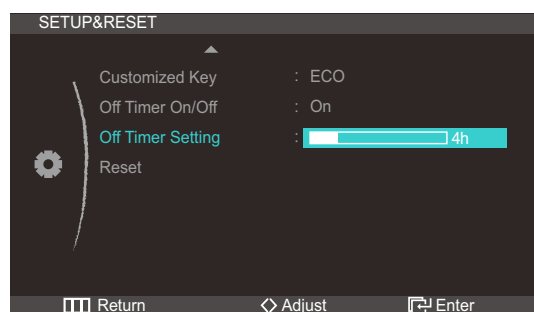 SETUP&RESET
Customized Key : ECO
Off Timer On/Off : On
Off Timer Setting : 4h
Reset
Return Adjust Enter